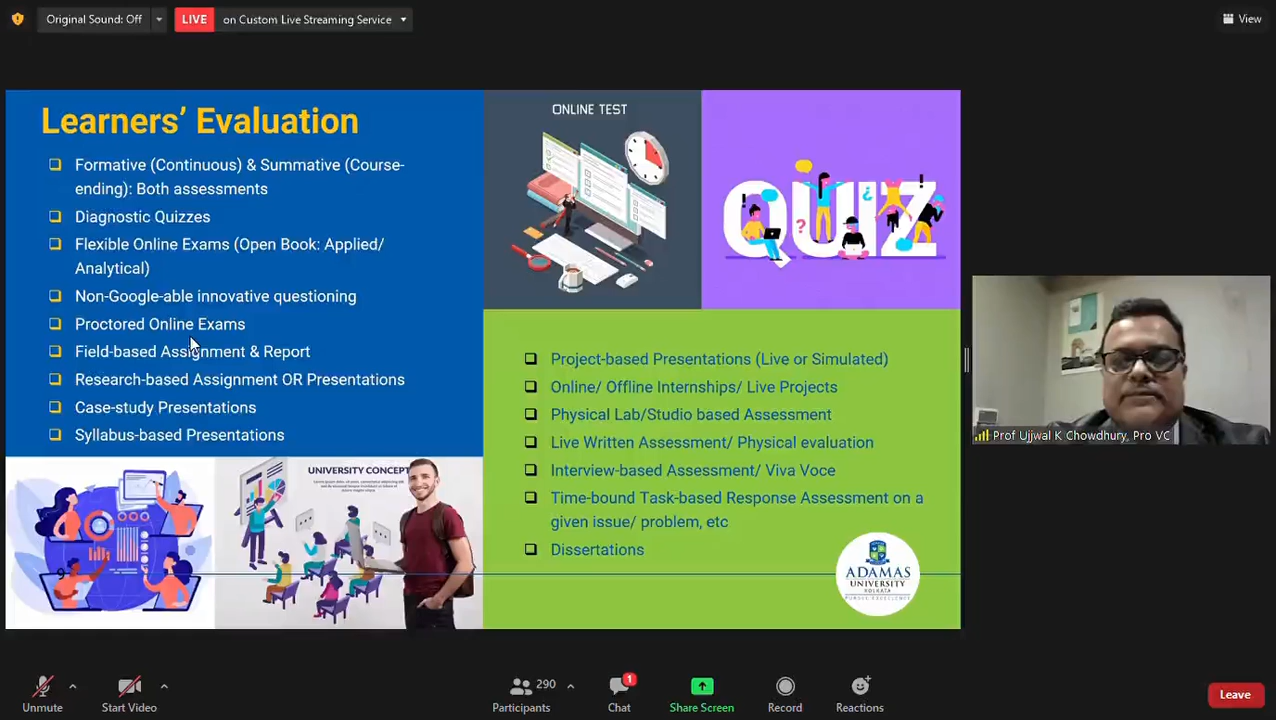 Original Sound: Off
LIVE
on Custom Live Streaming Service
View
Learners’ Evaluation
Formative (Continuous) & Summative (Course-
ending): Both assessments
Diagnostic Quizzes
Flexible Online Exams (Open Book: Applied/
Analytical)
Non-Google-able innovative questioning
Proctored Online Exams
Field-based Assignment & Report
Research-based Assignment OR Presentations
Case-study Presentations
Syllabus-based Presentations
ONLINE TEST
QUIZ
Project-based Presentations (Live or Simulated)
Online/ Offline Internships/ Live Projects
Physical Lab/Studio based Assessment
Live Written Assessment/ Physical evaluation
Interview-based Assessment/ Viva Voce
Time-bound Task-based Response Assessment on a
given issue/ problem, etc
Dissertations
UNIVERSITY CONCEPT
9
ADAMAS
UNIVERSITY
KOLKATA
PURSUE EXCELLENCE
Prof Ujjwal K Chowdhury, Pro VC
Unmute
Start Video
290
Participants
1
Chat
Share Screen
Record
Reactions
Leave